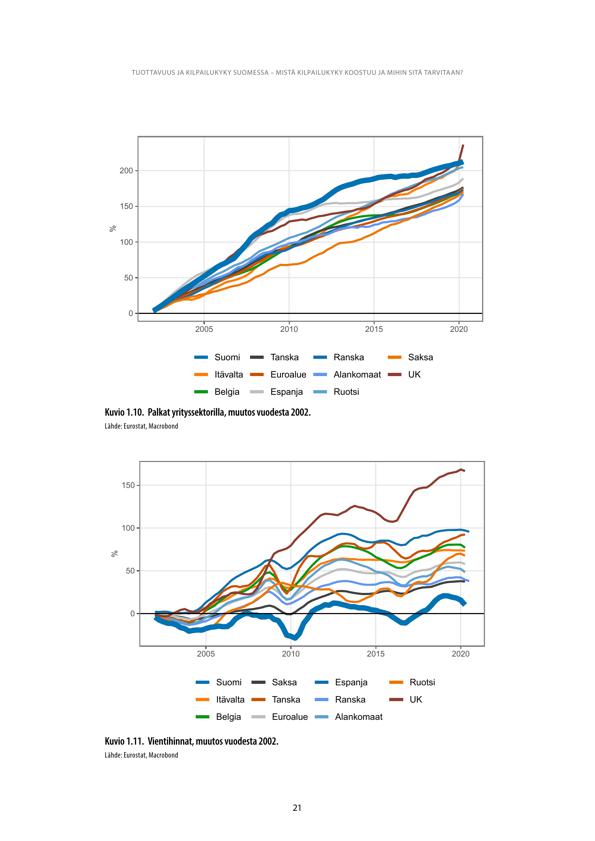 TUOTTAVUUS JA KILPAILUKYKY SUOMESSA – MISTÄ KILPAILUKYKY KOOSTUU JA MIHIN SITÄ TARVITAAN?
200
150
100
50
0
%
2005 2010 2015 2020
Suomi Tanska Ranska Saksa
Itävalta Euroalue Alankomaat UK
Belgia Espanja Ruotsi
Kuvio 1.10. Palkat yrityssektorilla, muutos vuodesta 2002.
Lähde: Eurostat, Macrobond
150
100
50
0
%
2005 2010 2015 2020
Suomi Saksa Espanja Ruotsi
Itävalta Tanska Ranska UK
Belgia Euroalue Alankomaat
Kuvio 1.11. Vientihinnat, muutos vuodesta 2002.
Lähde: Eurostat, Macrobond
21